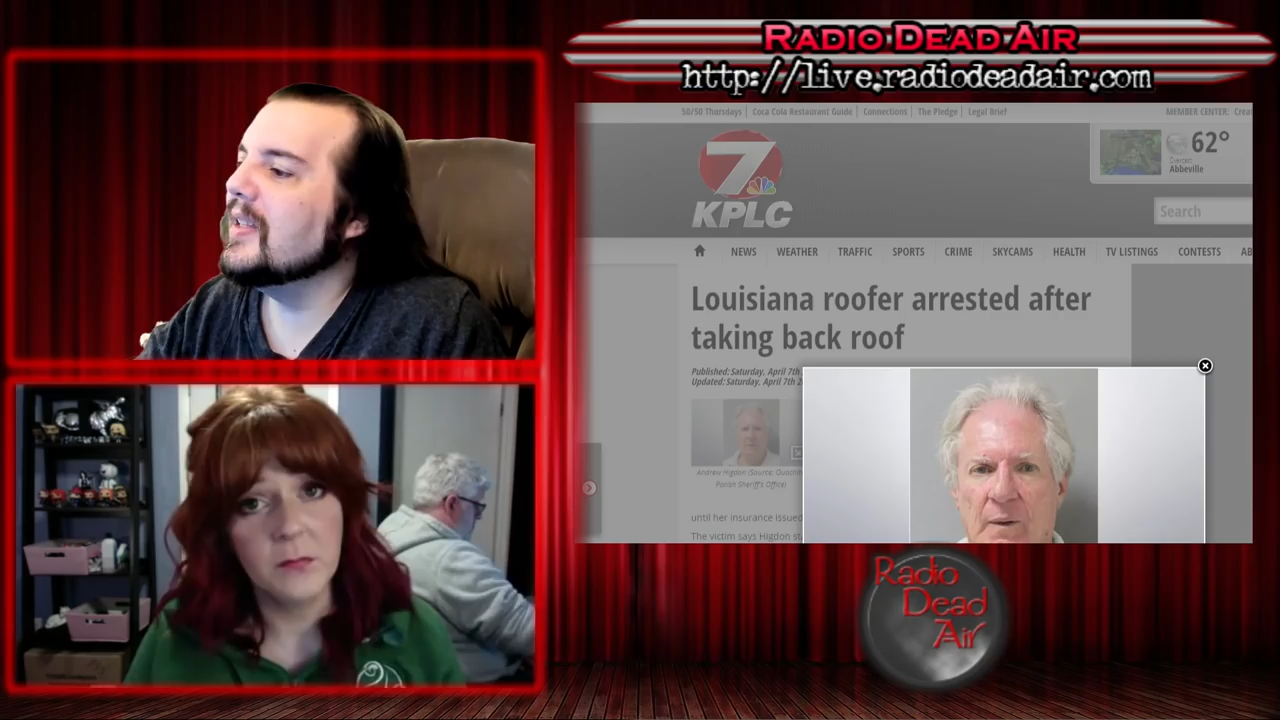 RADIO DEAD AIR
http://live.radiodeadair.com
50/50 Thursdays | Coca Cola Restaurant Guide | Connections | The Pledge | Legal Brief
MEMBER CENTER:
7
KPLC
62°
Overcast
Abbeville
Search
NEWS WEATHER TRAFFIC SPORTS CRIME SKYCAMS HEALTH TV LISTINGS CONTESTS
Louisiana roofer arrested after
taking back roof
Published: Saturday, April 7th
Updated: Saturday, April 7th
Andrew Higdon (Source: Ouachita
Parish Sheriff's Office)
until her insurance issued
The victim says Higdon
Radio
Dead
Air